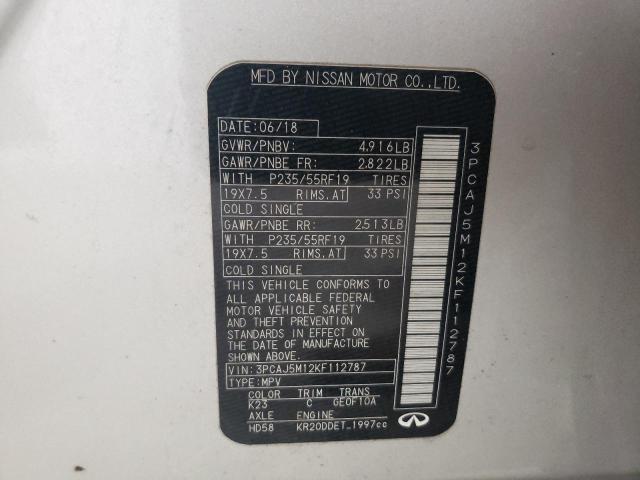 MFD BY NISSAN MOTOR CO.,LTD.
DATE:06/18
GVWR/PNBV: 4,916LB
GAWR/PNBE FR: 2,822LB
WITH P235/55RF19 TIRES
19X7.5 RIMS.AT 33 PSI
COLD SINGLE
GAWR/PNBE RR: 2,513LB
WITH P235/55RF19 TIRES
19X7.5 RIMS.AT 33 PSI
COLD SINGLE
THIS VEHICLE CONFORMS TO
ALL APPLICABLE FEDERAL
MOTOR VEHICLE SAFETY
AND THEFT PREVENTION
STANDARDS IN EFFECT ON
THE DATE OF MANUFACTURE
SHOWN ABOVE.
VIN: 3PCAJ5M12KF112787
TYPE: MPV
COLOR TRIM TRANS
K23 C GE0F10A
AXLE ENGINE
HD58 KR20DDET_1997cc
3PCAJ5M12KF112787